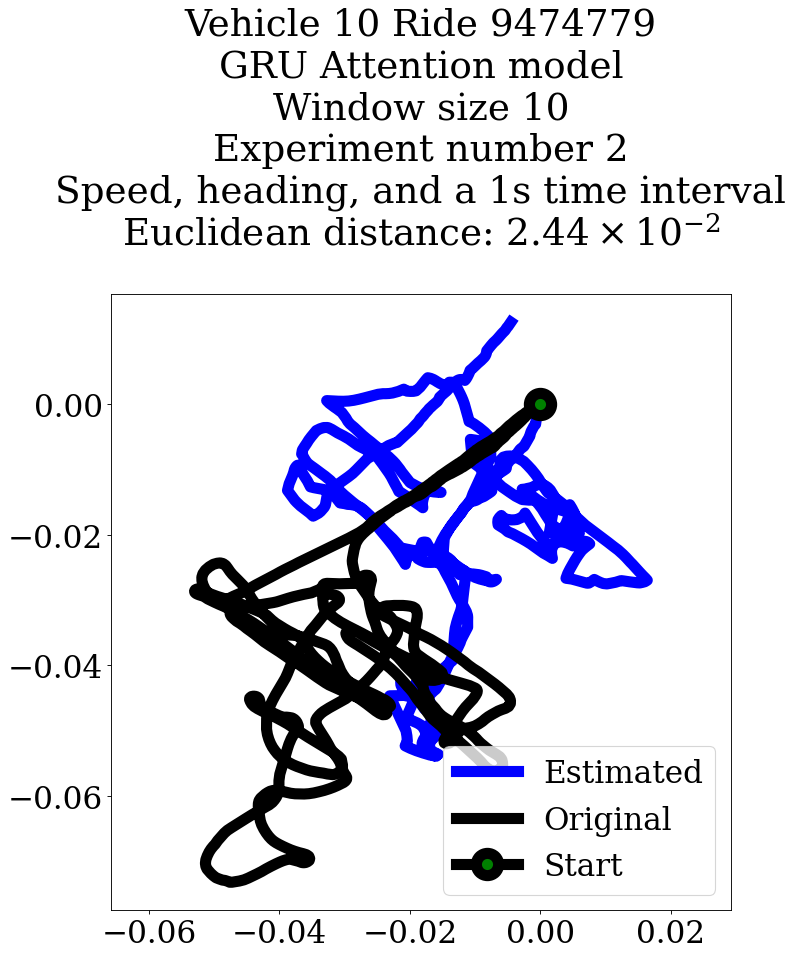 Vehicle 10 Ride 9474779
GRU Attention model
Window size 10
Experiment number 2
Speed, heading, and a 1s time interval
Euclidean distance: 2.44 × 10⁻²
0.00
−0.02
−0.04
−0.06
Estimated
Original
Start
−0.06 −0.04 −0.02 0.00 0.02